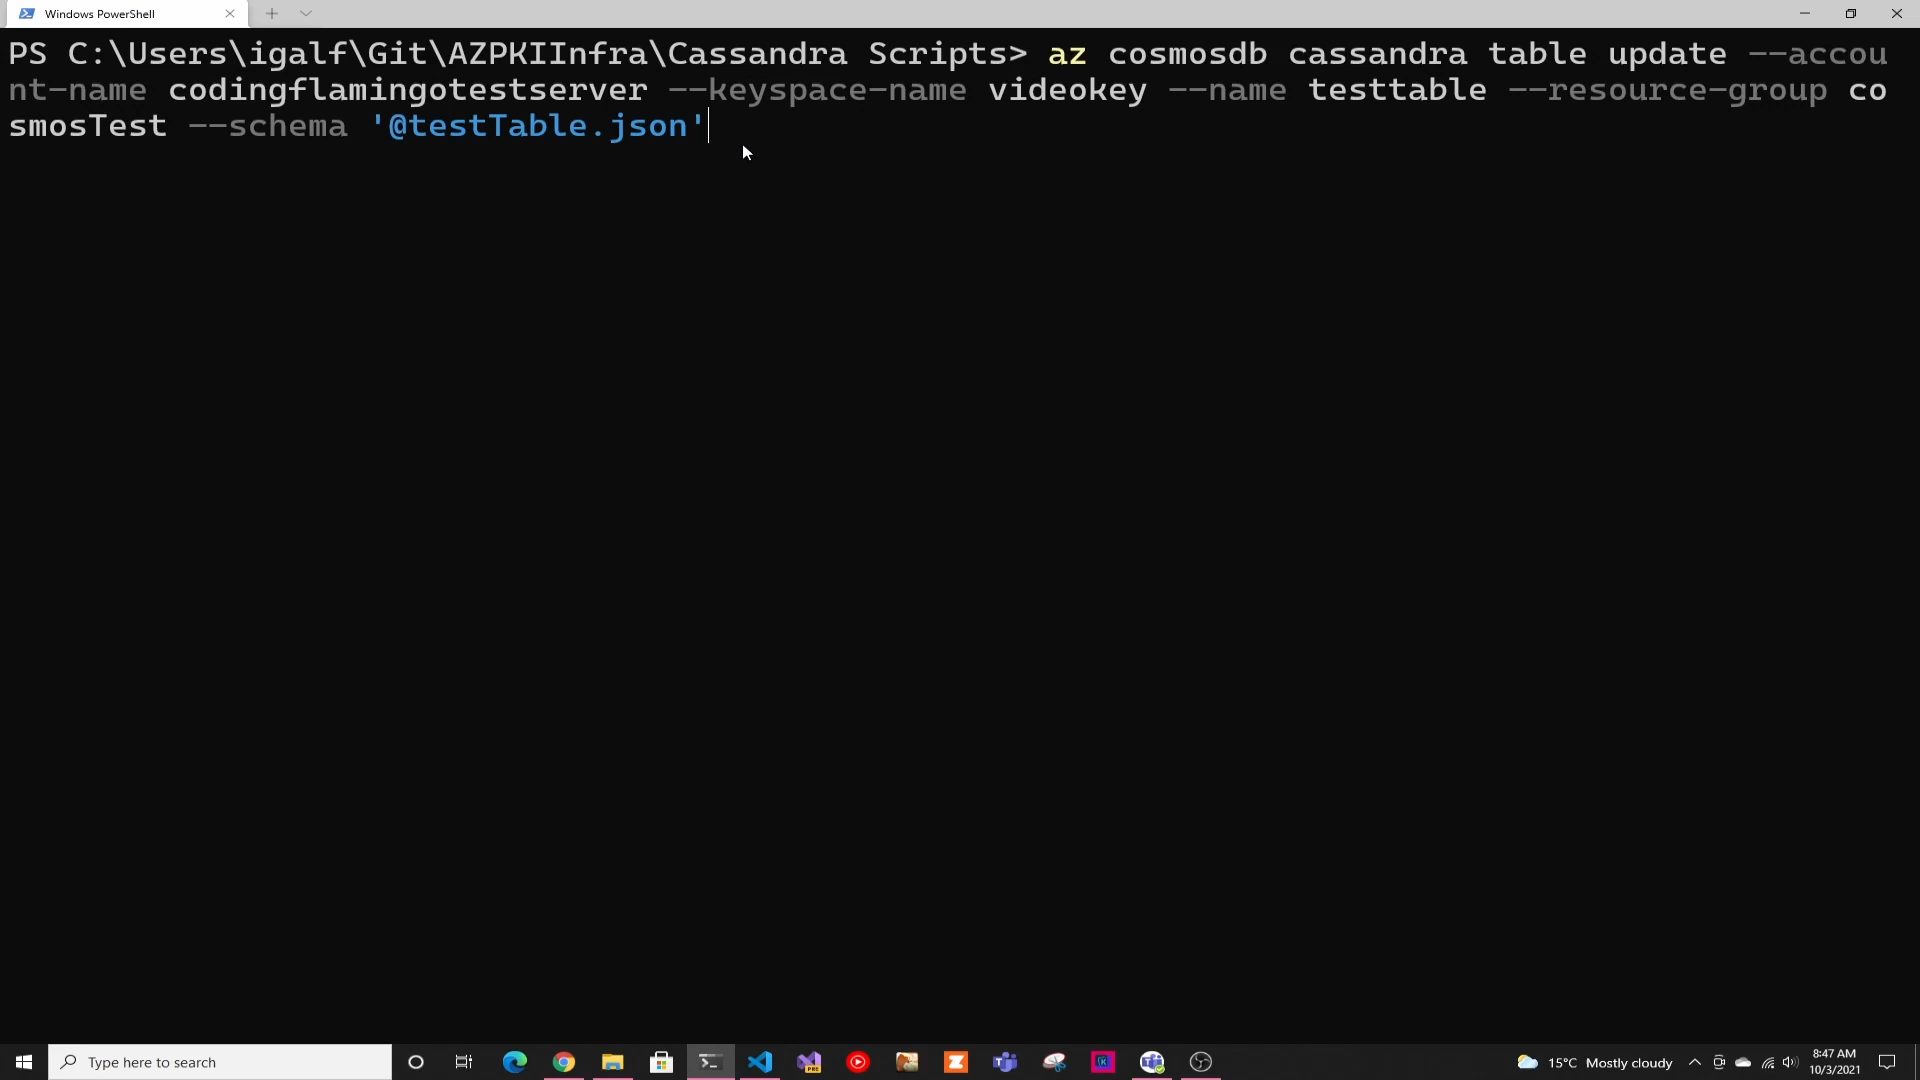 Windows PowerShell
PS C:\Users\igalf\Git\AZPKIInfra\Cassandra Scripts> az cosmosdb cassandra table update --accou
nt-name codingflamingotestserver --keyspace-name videokey --name testtable --resource-group co
smosTest --schema '@testTable.json'
Type here to search
PRE
15°C Mostly cloudy
8:47 AM
10/3/2021